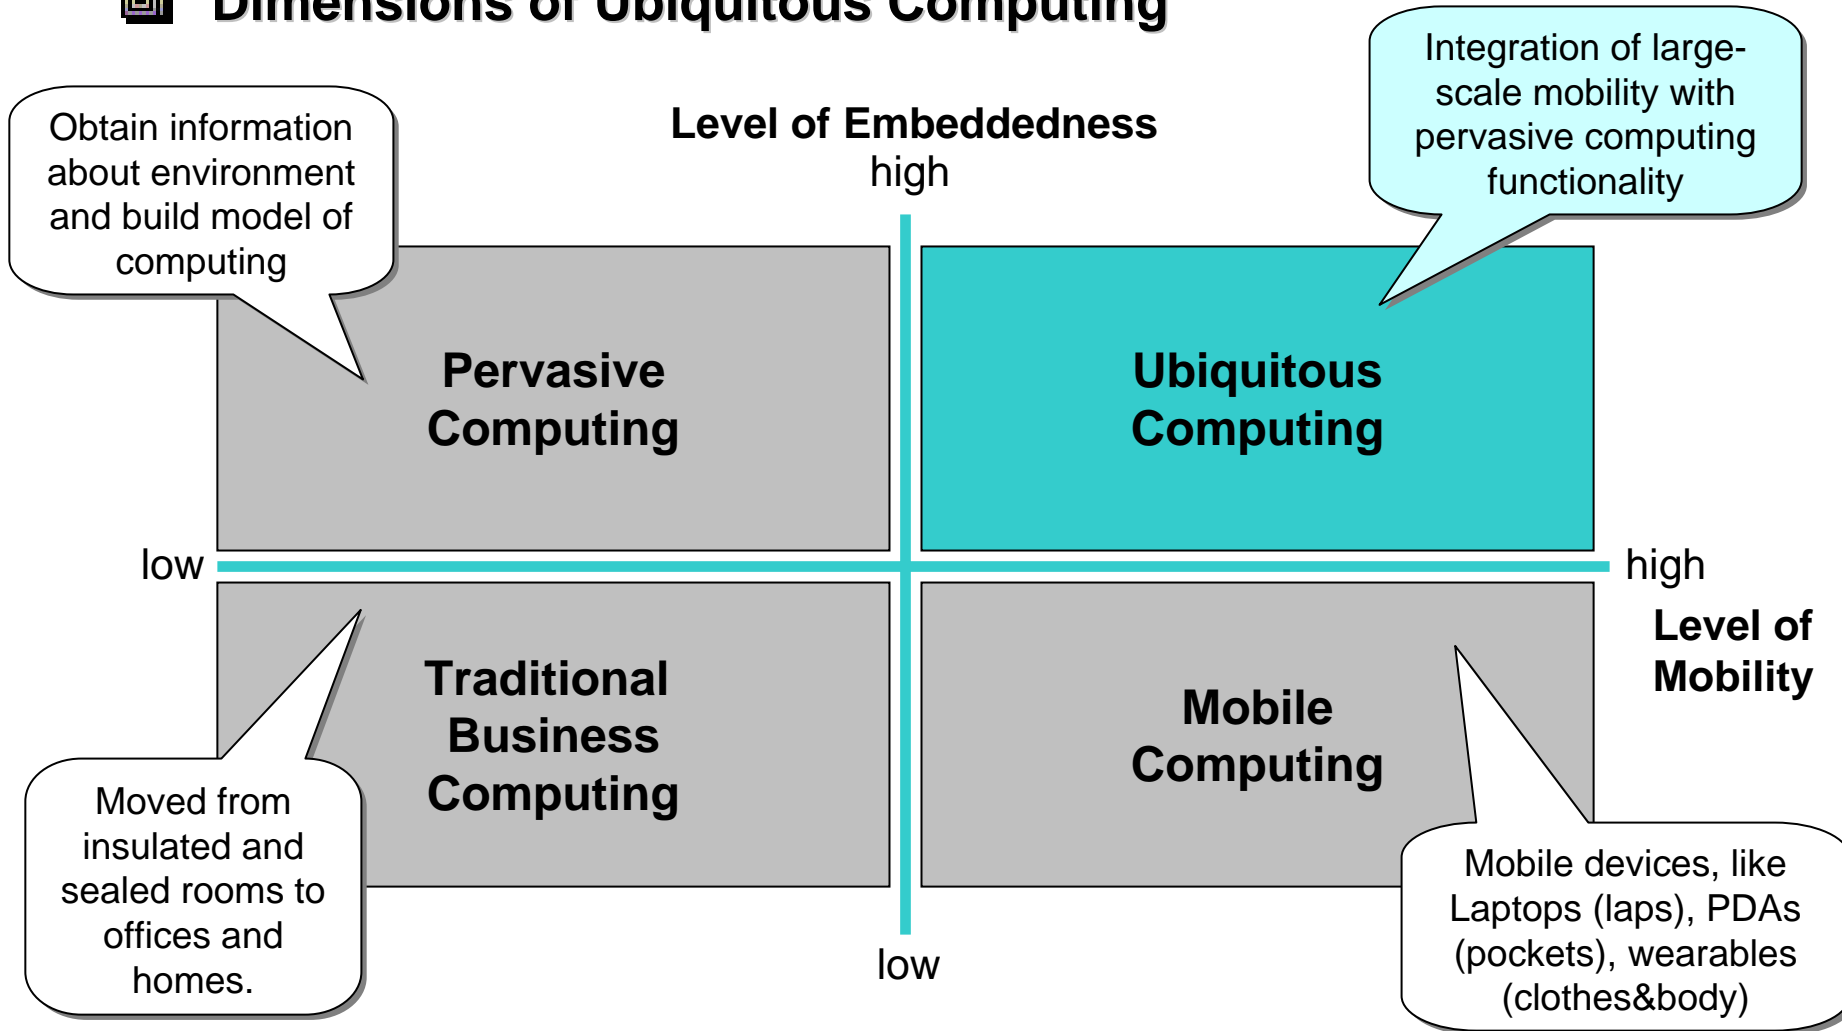 Dimensions of Ubiquitous Computing
Integration of large-
scale mobility with
pervasive computing
functionality
Obtain information
about environment
and build model of
computing
Level of Embeddedness
high
Pervasive
Computing
Ubiquitous
Computing
low
high
Level of
Mobility
Traditional
Business
Computing
Mobile
Computing
Moved from
insulated and
sealed rooms to
offices and
homes.
Mobile devices, like
Laptops (laps), PDAs
(pockets), wearables
(clothes&body)
low